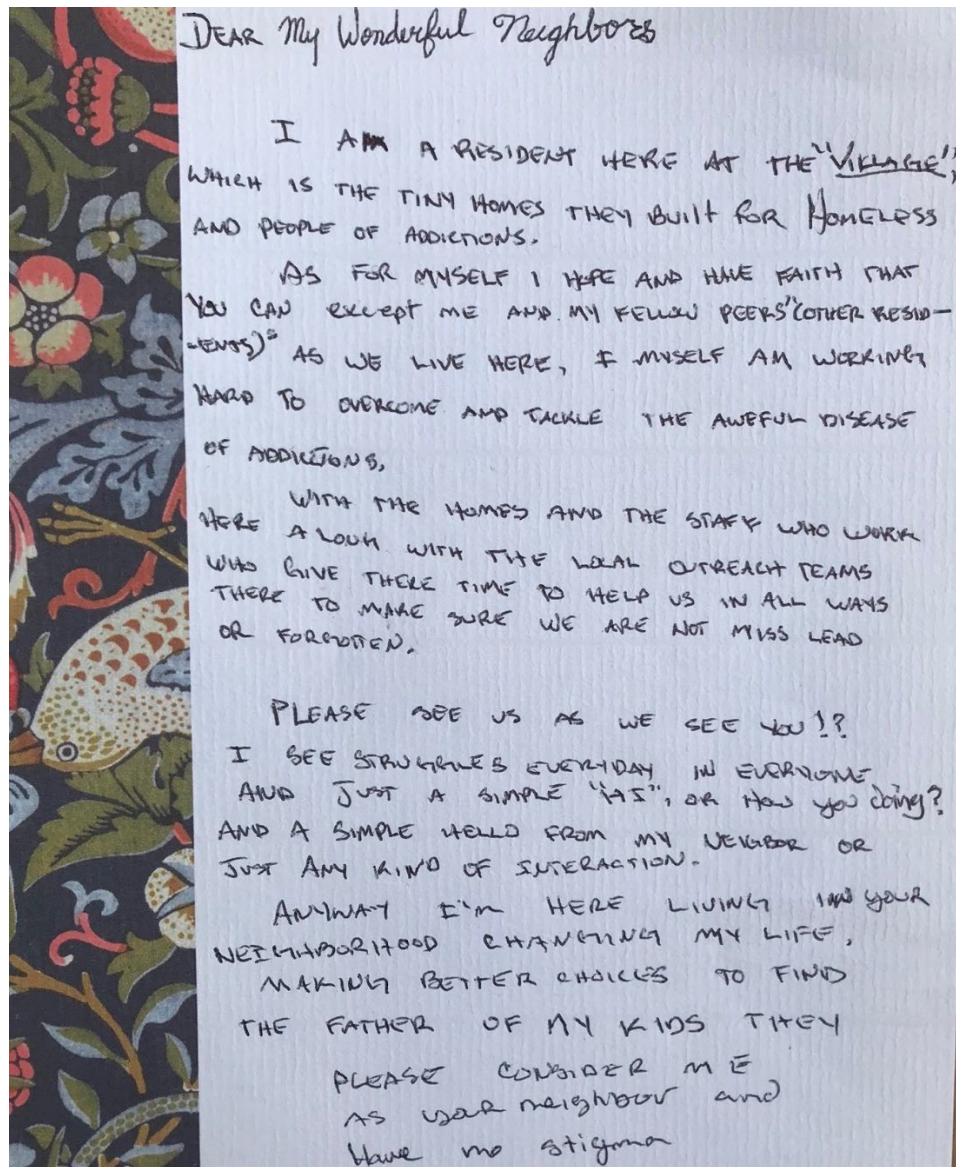 DEAR My Wonderful Neighbors
I AM A RESIDENT HERE AT THE "VILLAGE",
WHICH IS THE TINY HOMES THEY BUILT FOR HOMELESS
AND PEOPLE OF ADDICTIONS.
AS FOR MYSELF I HOPE AND HAVE FAITH THAT
YOU CAN except ME AND MY FELLOW PEERS "(OTHER RESID-
-ENTS)" AS WE LIVE HERE, I MYSELF AM WORKING
HARD TO OVERCOME AND TACKLE THE AWEFUL DISEASE
OF ADDICTIONS,
WITH THE HOMES AND THE STAFF WHO WORK
HERE A LONG WITH THE LOCAL OUTREACH TEAMS
WHO GIVE THERE TIME TO HELP US IN ALL WAYS
THERE TO MAKE SURE WE ARE NOT MISS LEAD
OR FORGOTTEN.
PLEASE SEE US AS WE SEE YOU!?
I SEE STRUGGLES EVERYDAY IN EVERYONE
AND JUST A SIMPLE "HI", OR HOW you doing?
AND A SIMPLE HELLO FROM MY NEIGBOR OR
JUST ANY KIND OF INTERACTION.
ANYWAY I'm HERE LIVING IN YOUR
NEIGHBORHOOD CHANGING MY LIFE,
MAKING BETTER CHOICES TO FIND
THE FATHER OF MY KIDS THEY
PLEASE CONSIDER ME
AS your neighbor and
Have no stigma